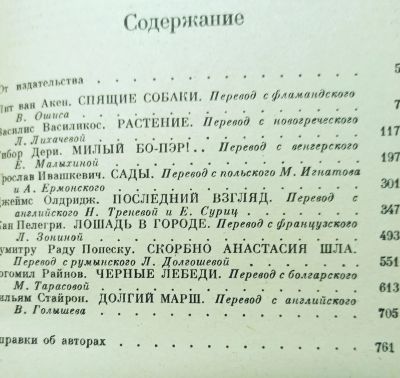 Содержание
От издательства . . . . . . . . . . . 5
Пят ван Акен. СПЯЩИЕ СОБАКИ. Перевод с фламандского
В. Ошиса . . . . . . . . . . . 7
Василис Василикос. РАСТЕНИЕ. Перевод с новогреческого
Л. Лихачевой . . . . . . . . . . . 117
Тибор Дери. МИЛЫЙ БО-ПЭР!.. Перевод с венгерского
Е. Малыхиной . . . . . . . . . . . 197
Ярослав Ивашкевич. САДЫ. Перевод с польского М. Игнатова
и А. Ермонского . . . . . . . . . . . 301
Джеймс Олдридж. ПОСЛЕДНИЙ ВЗГЛЯД. Перевод с
английского Н. Треневой и Е. Суриц . . . . 347
Жан Пелегри. ЛОШАДЬ В ГОРОДЕ. Перевод с французского
Л. Зониной . . . . . . . . . . . 493
Думитру Раду Попеску. СКОРБНО АНАСТАСИЯ ШЛА.
Перевод с румынского Л. Долгошевой . . . . 551
Богомил Райнов. ЧЕРНЫЕ ЛЕБЕДИ. Перевод с болгарского
М. Тарасовой . . . . . . . . . . . 613
Уильям Стайрон. ДОЛГИЙ МАРШ. Перевод с английского
В. Голышева . . . . . . . . . . . 705
Справки об авторах . . . . . . . . . . . 761